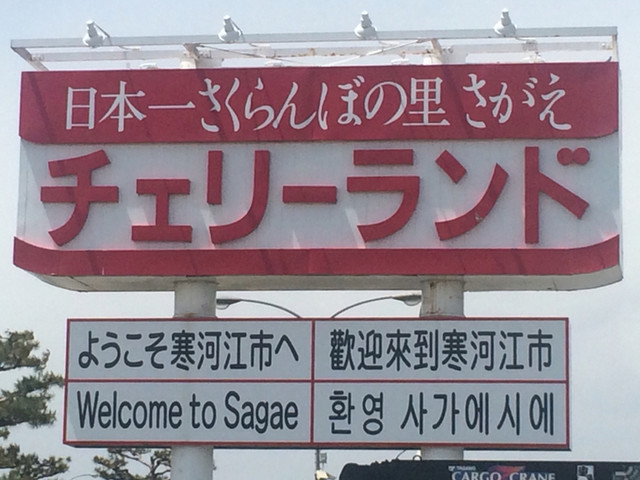 日本一さくらんぼの里 さがえ
チェリーランド
ようこそ寒河江市へ
歡迎來到寒河江市
Welcome to Sagae
환영 사가에시에
CARGO CRANE